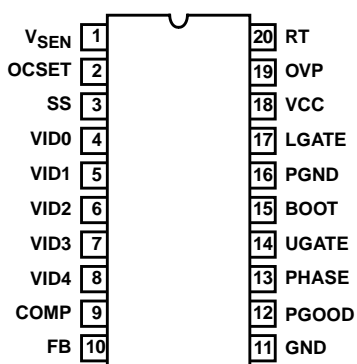 VSEN 1 20 RT
OCSET 2 19 OVP
SS 3 18 VCC
VID0 4 17 LGATE
VID1 5 16 PGND
VID2 6 15 BOOT
VID3 7 14 UGATE
VID4 8 13 PHASE
COMP 9 12 PGOOD
FB 10 11 GND